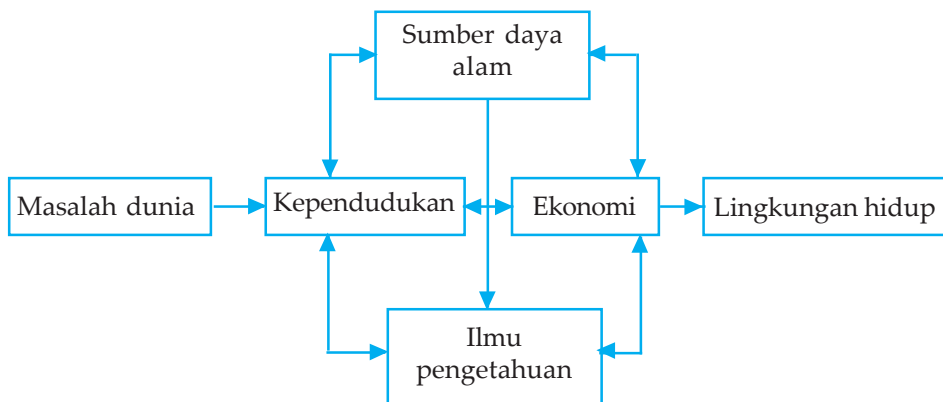 Sumber daya
alam
Masalah dunia
Kependudukan
Ekonomi
Lingkungan hidup
Ilmu
pengetahuan